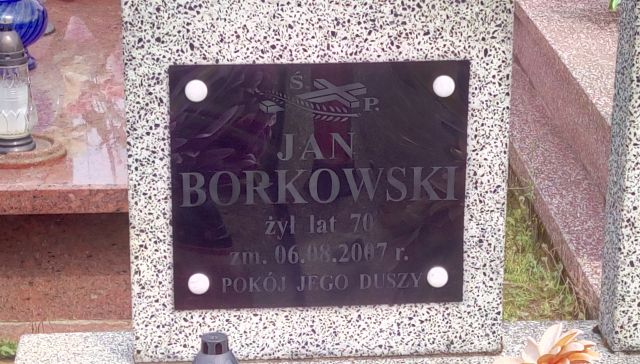 Ś. P.
JAN
BORKOWSKI
żył lat 70
zm. 06.08.2007 r.
POKÓJ JEGO DUSZY